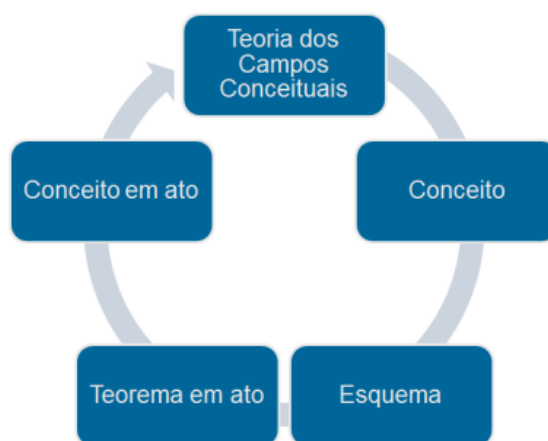 Teoria dos
Campos
Conceituais
Conceito
Esquema
Teorema em ato
Conceito em ato